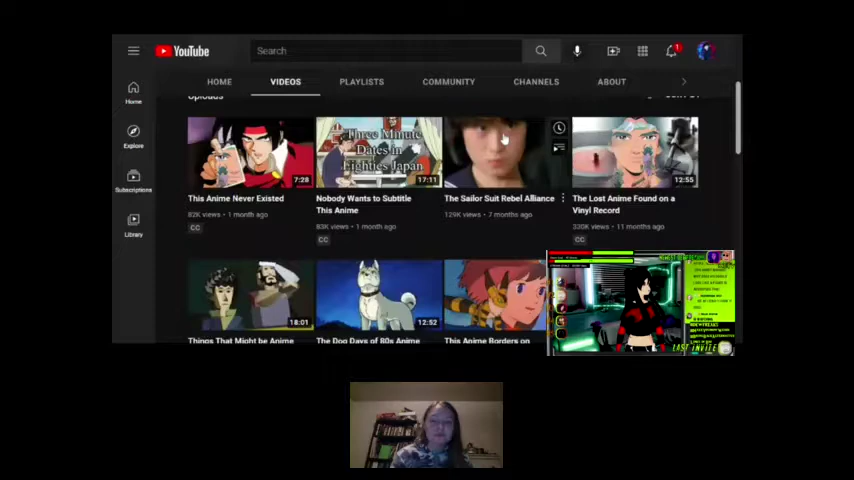 YouTube
Search
1
HOME
VIDEOS
PLAYLISTS
COMMUNITY
CHANNELS
ABOUT
Home
Explore
Subscriptions
Library
Uploads
7:28
Three Minute
Dates in
Eighties Japan
17:11
12:55
This Anime Never Existed
82K views • 1 month ago
CC
Nobody Wants to Subtitle
This Anime
83K views • 1 month ago
CC
The Sailor Suit Rebel Alliance
129K views • 7 months ago
The Lost Anime Found on a
Vinyl Record
330K views • 11 months ago
CC
18:01
12:52
Things That Might be Anime
The Dog Days of 80s Anime
This Anime Borders on
LAST INVITE